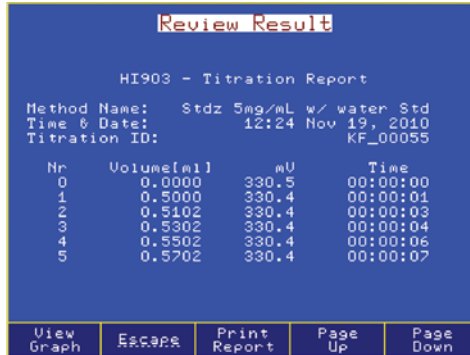 Review Result
HI903 - Titration Report
Method Name: Stdz 5mg/mL w/ water Std
Time & Date: 12:24 Nov 19, 2010
Titration ID: KF_00055
Nr Volume[ml] mV Time
0 0.0000 330.5 00:00:00
1 0.5000 330.4 00:00:01
2 0.5102 330.4 00:00:03
3 0.5302 330.4 00:00:04
4 0.5502 330.4 00:00:06
5 0.5702 330.4 00:00:07
View Graph Escape Print Report Page Up Page Down